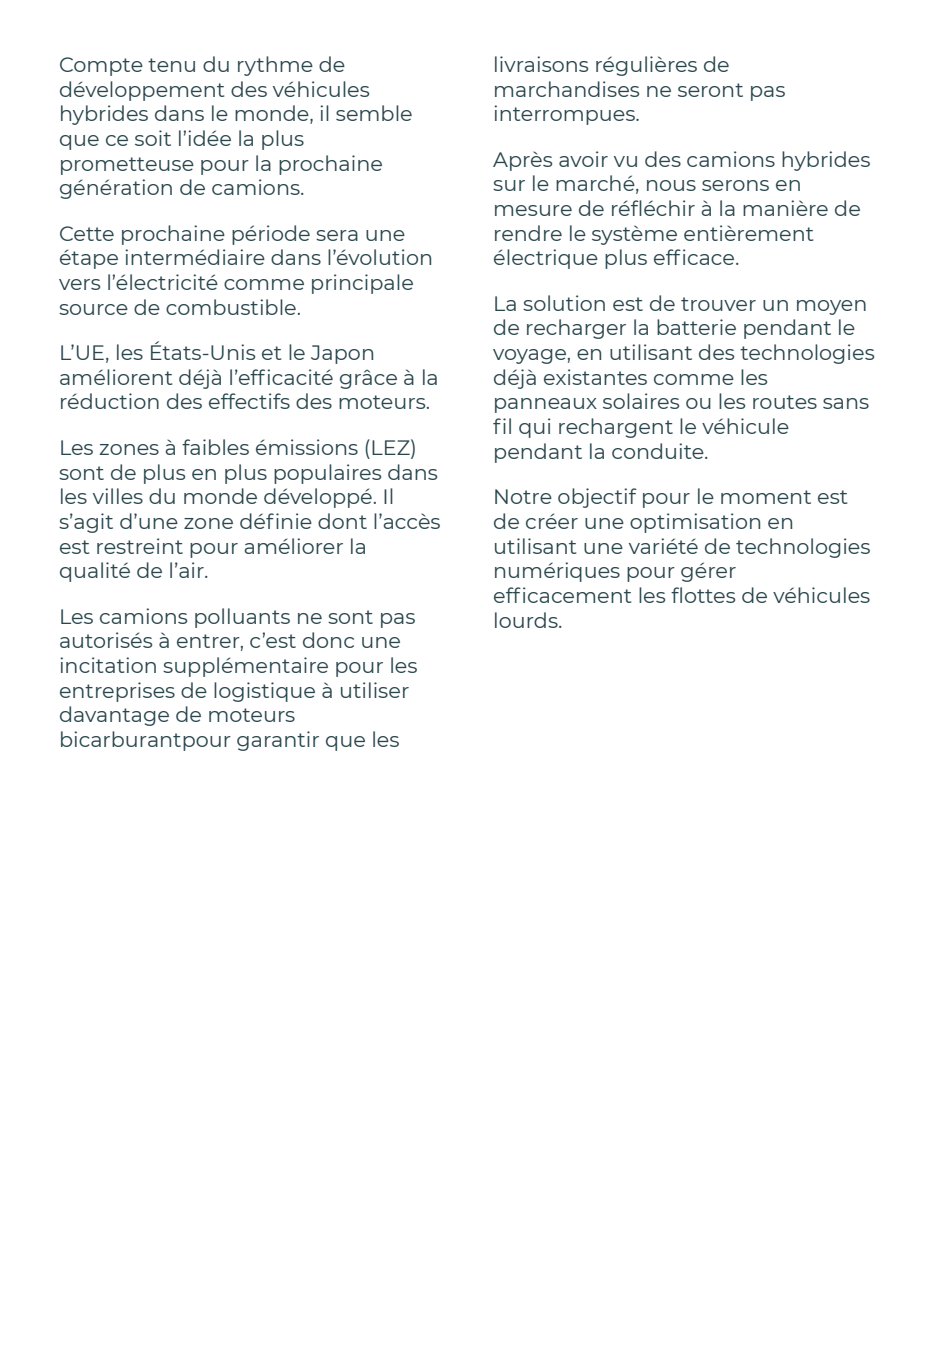 Compte tenu du rythme de
développement des véhicules
hybrides dans le monde, il semble
que ce soit l’idée la plus
prometteuse pour la prochaine
génération de camions.
Cette prochaine période sera une
étape intermédiaire dans l’évolution
vers l’électricité comme principale
source de combustible.
L’UE, les États-Unis et le Japon
améliorent déjà l’efficacité grâce à la
réduction des effectifs des moteurs.
Les zones à faibles émissions (LEZ)
sont de plus en plus populaires dans
les villes du monde développé. Il
s’agit d’une zone définie dont l’accès
est restreint pour améliorer la
qualité de l’air.
Les camions polluants ne sont pas
autorisés à entrer, c’est donc une
incitation supplémentaire pour les
entreprises de logistique à utiliser
davantage de moteurs
bicarburantpour garantir que les
livraisons régulières de
marchandises ne seront pas
interrompues.
Après avoir vu des camions hybrides
sur le marché, nous serons en
mesure de réfléchir à la manière de
rendre le système entièrement
électrique plus efficace.
La solution est de trouver un moyen
de recharger la batterie pendant le
voyage, en utilisant des technologies
déjà existantes comme les
panneaux solaires ou les routes sans
fil qui rechargent le véhicule
pendant la conduite.
Notre objectif pour le moment est
de créer une optimisation en
utilisant une variété de technologies
numériques pour gérer
efficacement les flottes de véhicules
lourds.